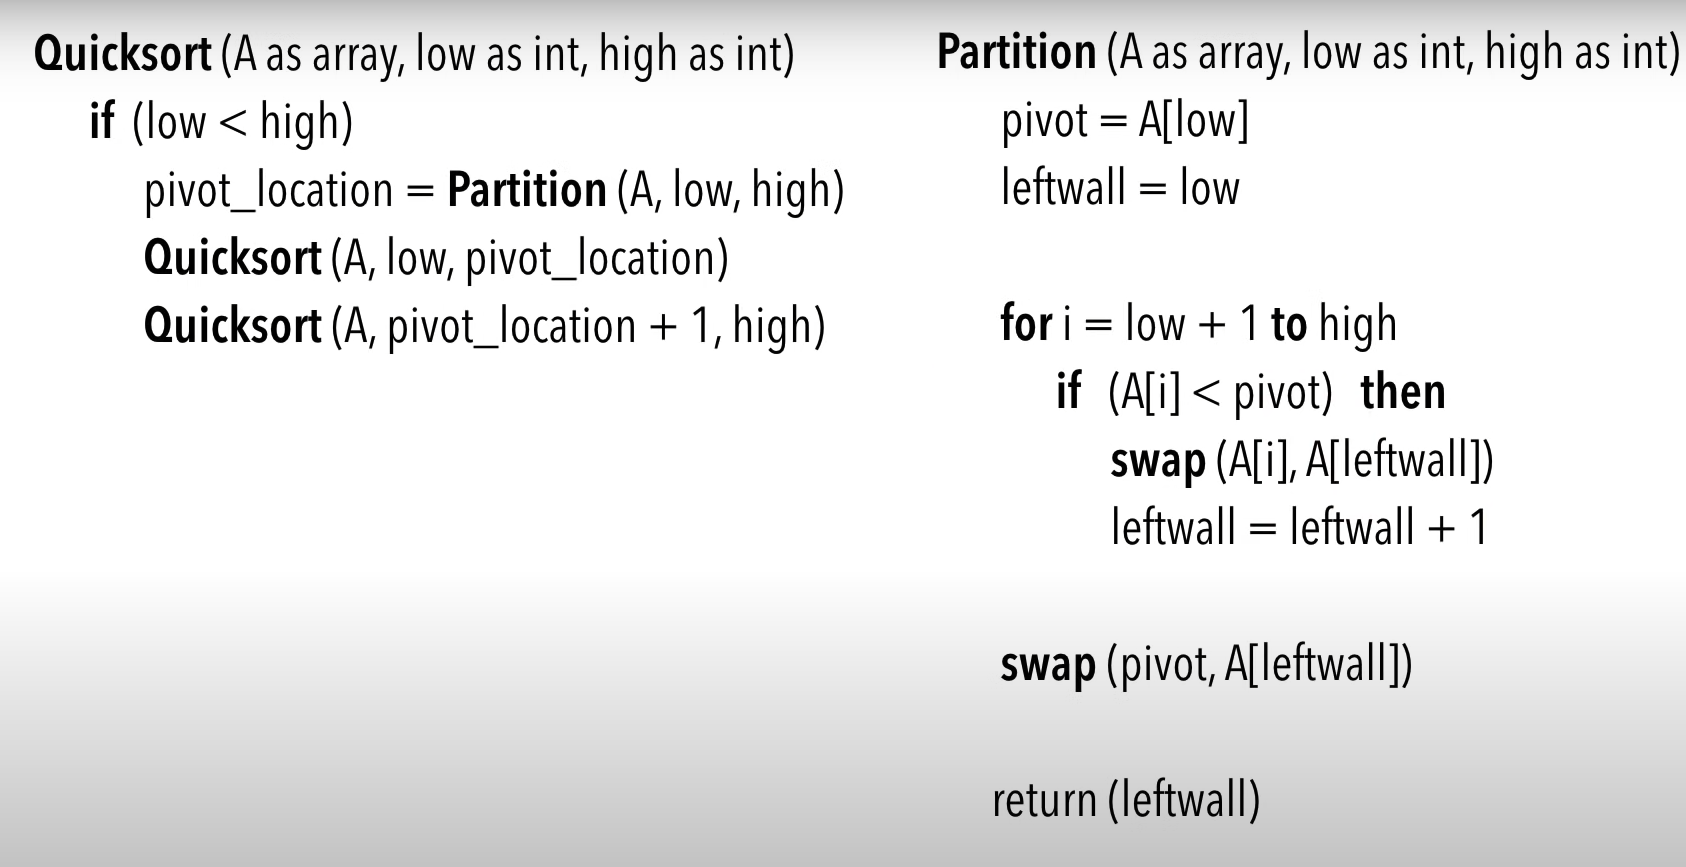 Quicksort (A as array, low as int, high as int)
if (low < high)
pivot_location = Partition (A, low, high)
Quicksort (A, low, pivot_location)
Quicksort (A, pivot_location + 1, high)
Partition (A as array, low as int, high as int)
pivot = A[low]
leftwall = low
for i = low + 1 to high
if (A[i] < pivot) then
swap (A[i], A[leftwall])
leftwall = leftwall + 1
swap (pivot, A[leftwall])
return (leftwall)